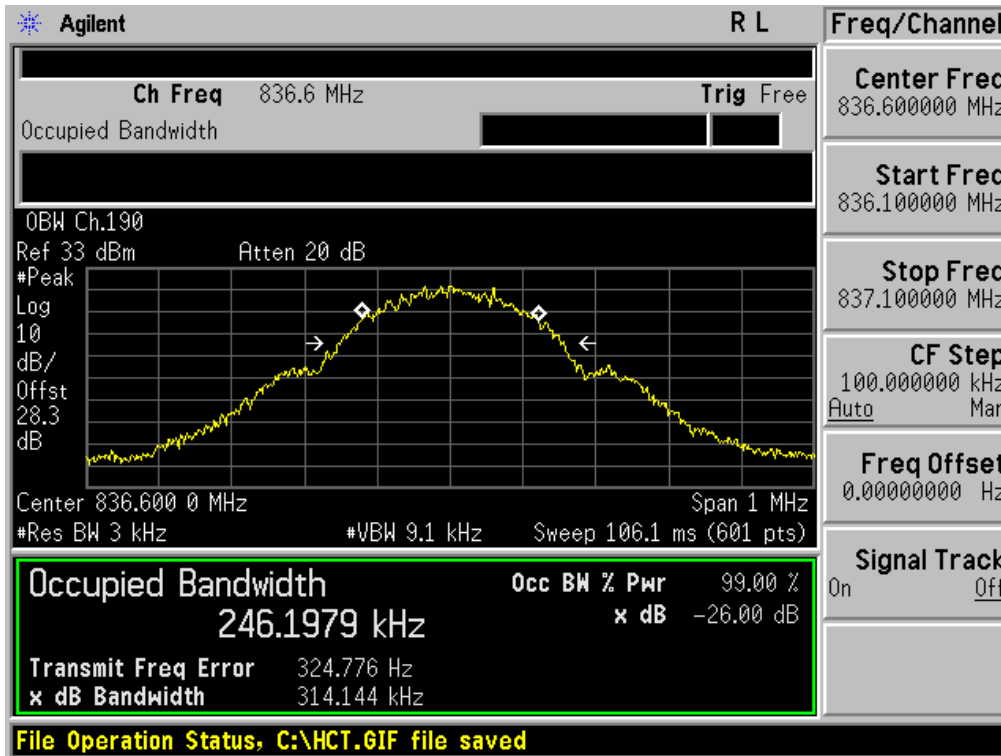 Agilent
R L
Ch Freq 836.6 MHz
Trig Free
Occupied Bandwidth
OBW Ch.190
Ref 33 dBm
Atten 20 dB
#Peak
Log
10
dB/
Offst
28.3
dB
Center 836.600 0 MHz
Span 1 MHz
#Res BW 3 kHz
#VBW 9.1 kHz
Sweep 106.1 ms (601 pts)
Occupied Bandwidth
246.1979 kHz
Occ BW % Pwr 99.00 %
x dB -26.00 dB
Transmit Freq Error 324.776 Hz
x dB Bandwidth 314.144 kHz
File Operation Status, C:\HCT.GIF file saved
Freq/Channel
Center Freq
836.600000 MHz
Start Freq
836.100000 MHz
Stop Freq
837.100000 MHz
CF Step
100.000000 kHz
Auto Man
Freq Offset
0.00000000 Hz
Signal Track
On Off